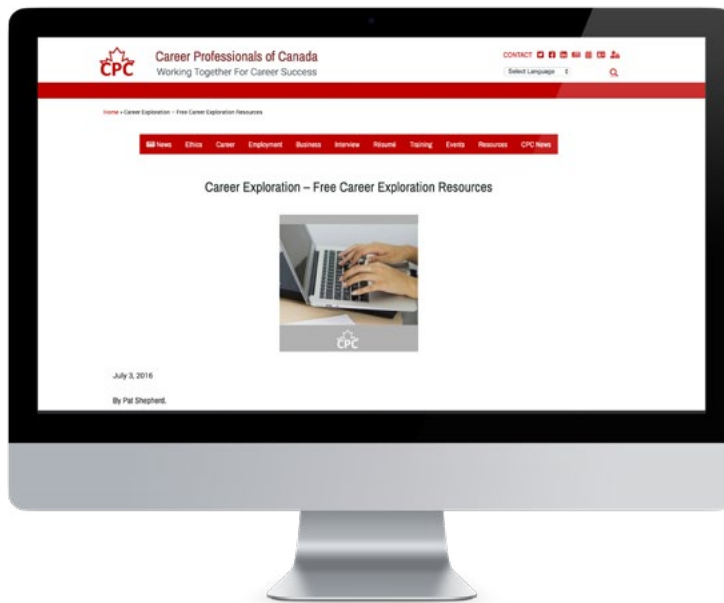 CPC
Career Professionals of Canada
Working Together For Career Success
CONTACT
Select Language
Home » Career Exploration – Free Career Exploration Resources
News Ethics Career Employment Business Interview Résumé Training Events Resources CPC News
Career Exploration – Free Career Exploration Resources
CPC
July 3, 2016
By Pat Shepherd.